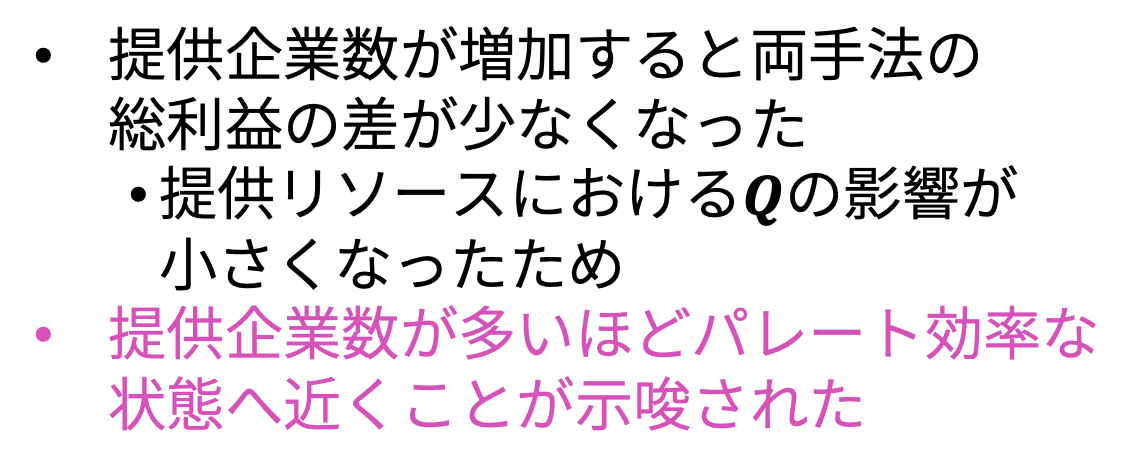 • 提供企業数が増加すると両手法の
総利益の差が少なくなった
• 提供リソースにおけるQの影響が
小さくなったため
• 提供企業数が多いほどパレート効率な
状態へ近くことが示唆された